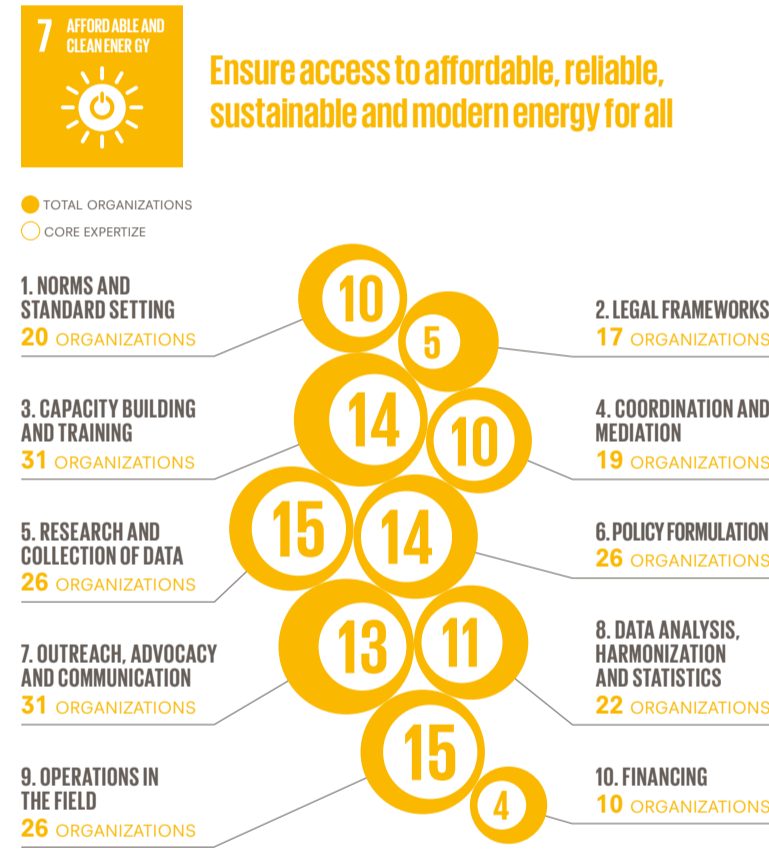 7 AFFORDABLE AND
CLEAN ENERGY
Ensure access to affordable, reliable,
sustainable and modern energy for all
TOTAL ORGANIZATIONS
CORE EXPERTIZE
1. NORMS AND
STANDARD SETTING
20 ORGANIZATIONS
10
5
2. LEGAL FRAMEWORKS
17 ORGANIZATIONS
3. CAPACITY BUILDING
AND TRAINING
31 ORGANIZATIONS
14
10
4. COORDINATION AND
MEDIATION
19 ORGANIZATIONS
5. RESEARCH AND
COLLECTION OF DATA
26 ORGANIZATIONS
15
14
6. POLICY FORMULATION
26 ORGANIZATIONS
7. OUTREACH, ADVOCACY
AND COMMUNICATION
31 ORGANIZATIONS
13
11
8. DATA ANALYSIS,
HARMONIZATION
AND STATISTICS
22 ORGANIZATIONS
9. OPERATIONS IN
THE FIELD
26 ORGANIZATIONS
15
4
10. FINANCING
10 ORGANIZATIONS